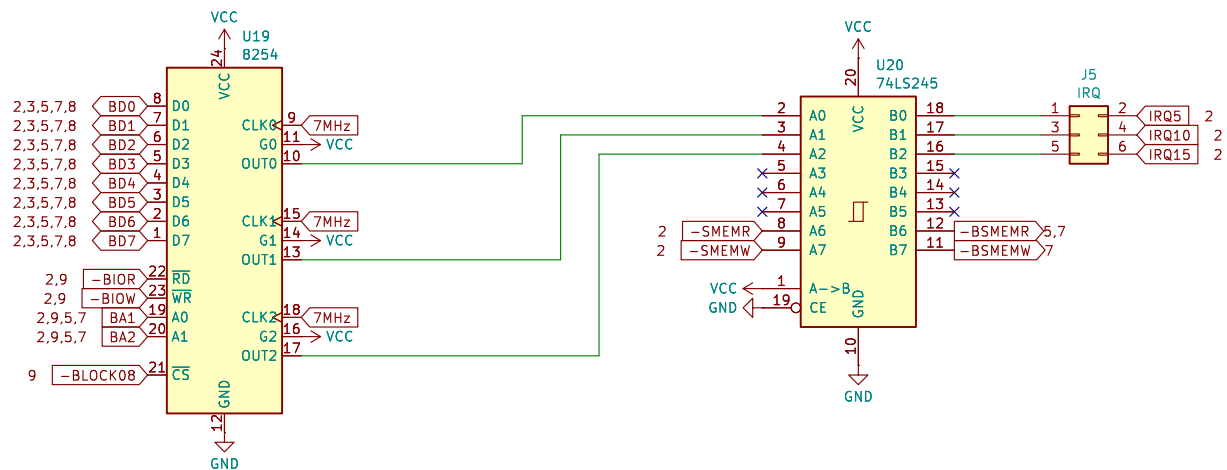 VCC
U19
8254
24
VCC
2,3,5,7,8 BD0 8 D0
2,3,5,7,8 BD1 7 D1
2,3,5,7,8 BD2 6 D2
2,3,5,7,8 BD3 5 D3
2,3,5,7,8 BD4 4 D4
2,3,5,7,8 BD5 3 D5
2,3,5,7,8 BD6 2 D6
2,3,5,7,8 BD7 1 D7
2,9 -BIOR 22 RD
2,9 -BIOW 23 WR
2,9,5,7 BA1 19 A0
2,9,5,7 BA2 20 A1
9 -BLOCK08 21 CS
CLK0 9 7MHz
G0 11 VCC
OUT0 10
CLK1 15 7MHz
G1 14 VCC
OUT1 13
CLK2 18 7MHz
G2 16 VCC
OUT2 17
GND
12
GND
VCC
U20
74LS245
20
VCC
2 A0
3 A1
4 A2
5 A3
6 A4
7 A5
2 -SMEMR 8 A6
2 -SMEMW 9 A7
VCC 1 A->B
GND 19 CE
B0 18
B1 17
B2 16
B3 15
B4 14
B5 13
B6 12 -BSMEMR 5,7
B7 11 -BSMEMW 7
GND
10
GND
J5
IRQ
1 2 IRQ5 2
3 4 IRQ10 2
5 6 IRQ15 2